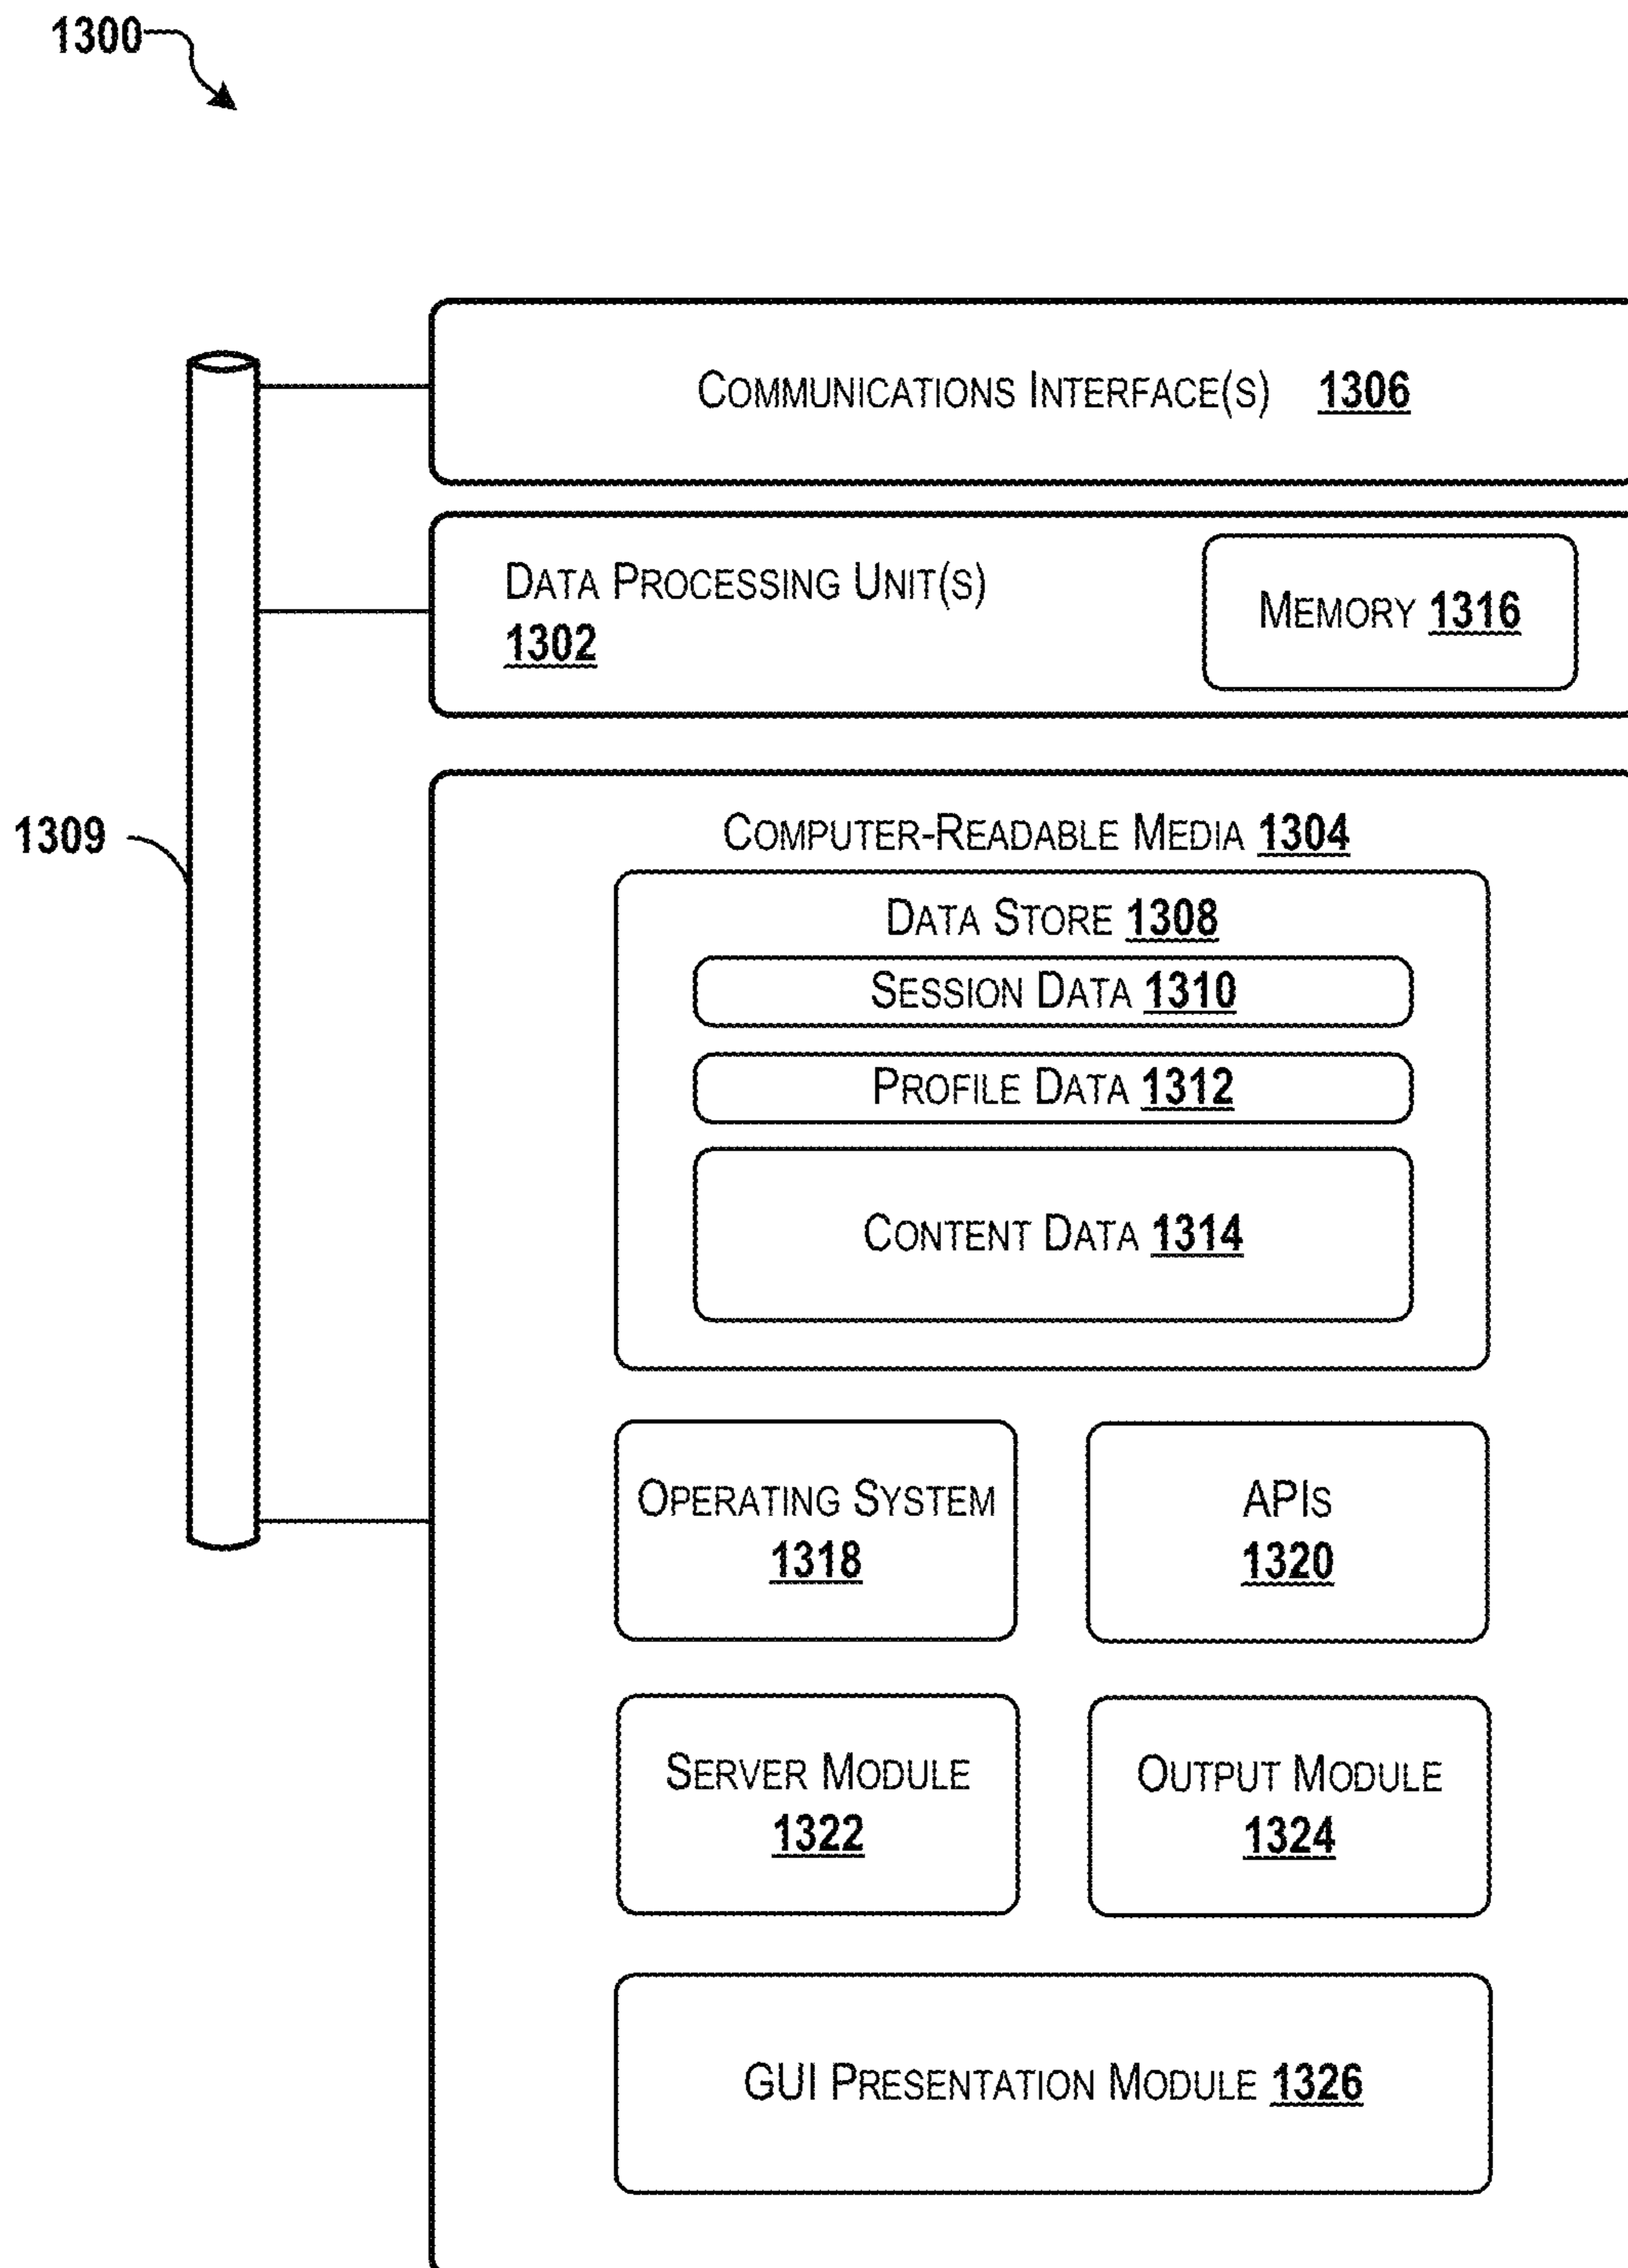 1300
COMMUNICATIONS INTERFACE(S) 1306
DATA PROCESSING UNIT(S)
1302
MEMORY 1316
1309
COMPUTER-READABLE MEDIA 1304
DATA STORE 1308
SESSION DATA 1310
PROFILE DATA 1312
CONTENT DATA 1314
OPERATING SYSTEM
1318
APIS
1320
SERVER MODULE
1322
OUTPUT MODULE
1324
GUI PRESENTATION MODULE 1326